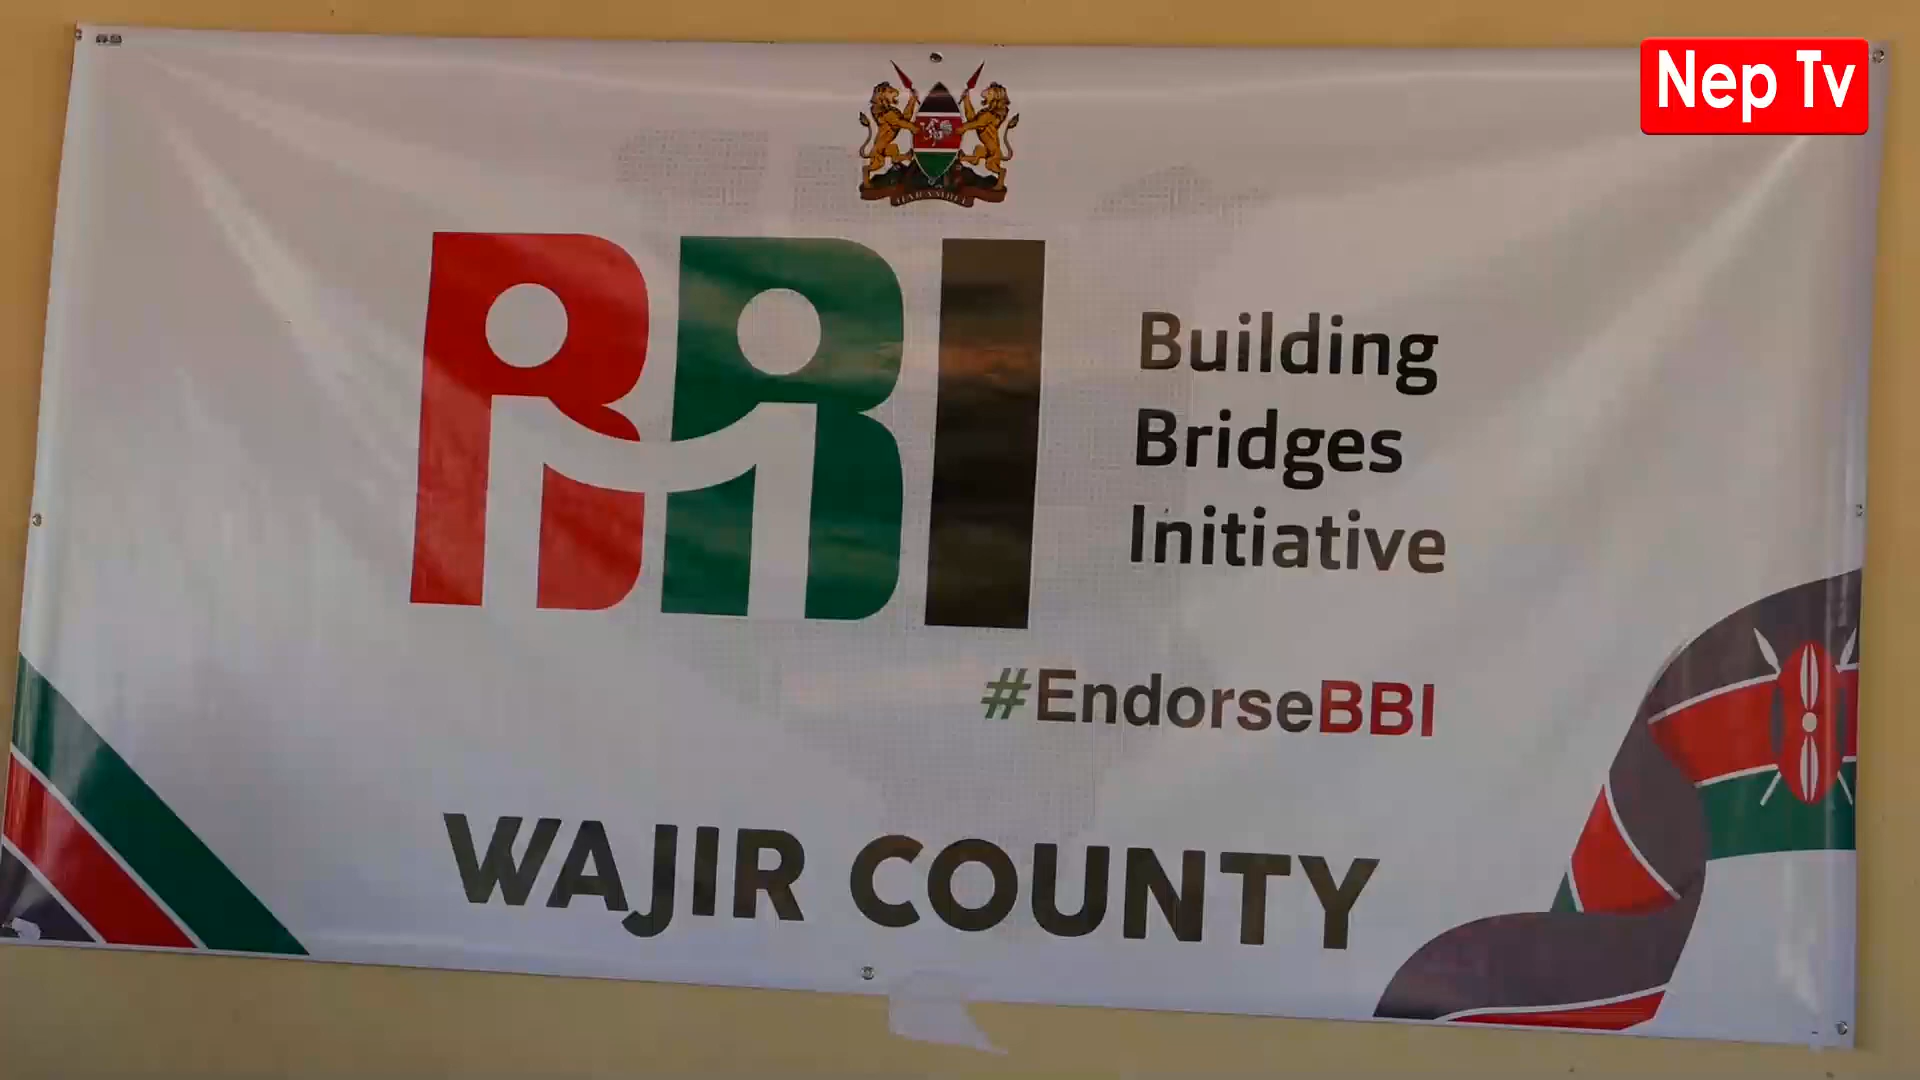 Nep Tv
BBI
Building
Bridges
Initiative
#EndorseBBI
WAJIR COUNTY